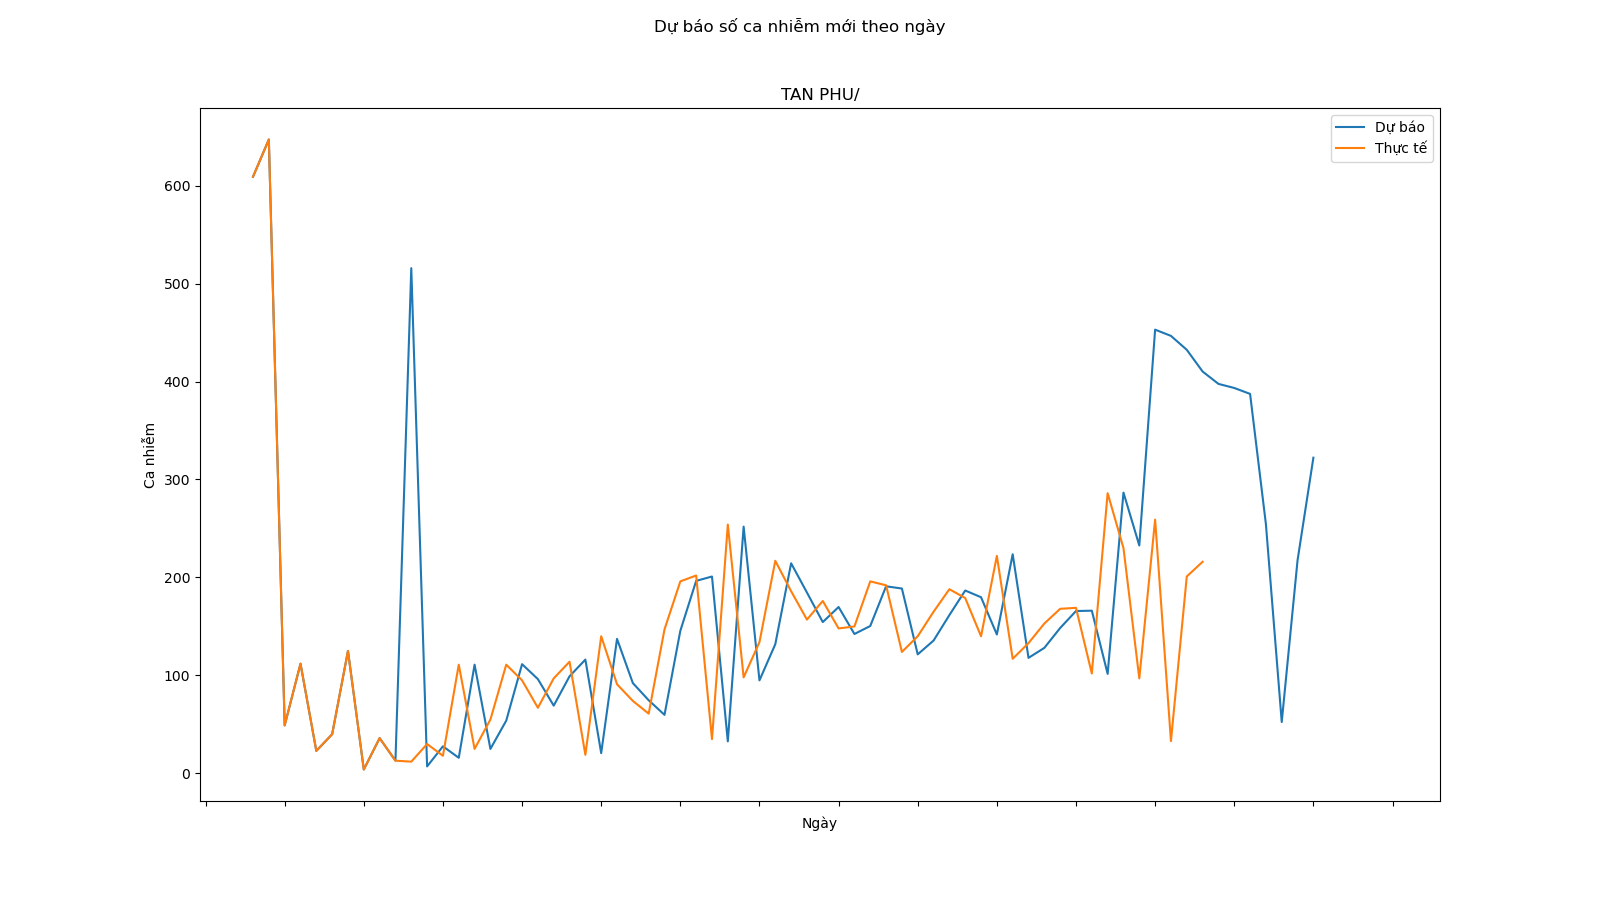 Dự báo số ca nhiễm mới theo ngày
TAN PHU/
Dự báo
Thực tế
600
500
400
300
200
100
0
Ca nhiễm
Ngày